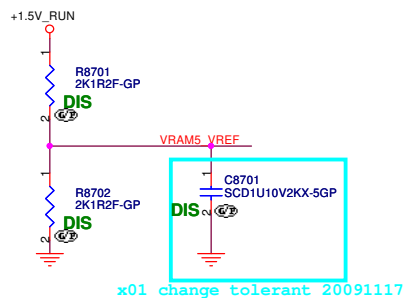 +1.5V_RUN
1
R8701
2K1R2F-GP
DIS
2
G/P
VRAM5_VREF
1
R8702
2K1R2F-GP
DIS
2
G/P
1
C8701
SCD1U10V2KX-5GP
DIS
2
G/P
x01 change tolerant 20091117